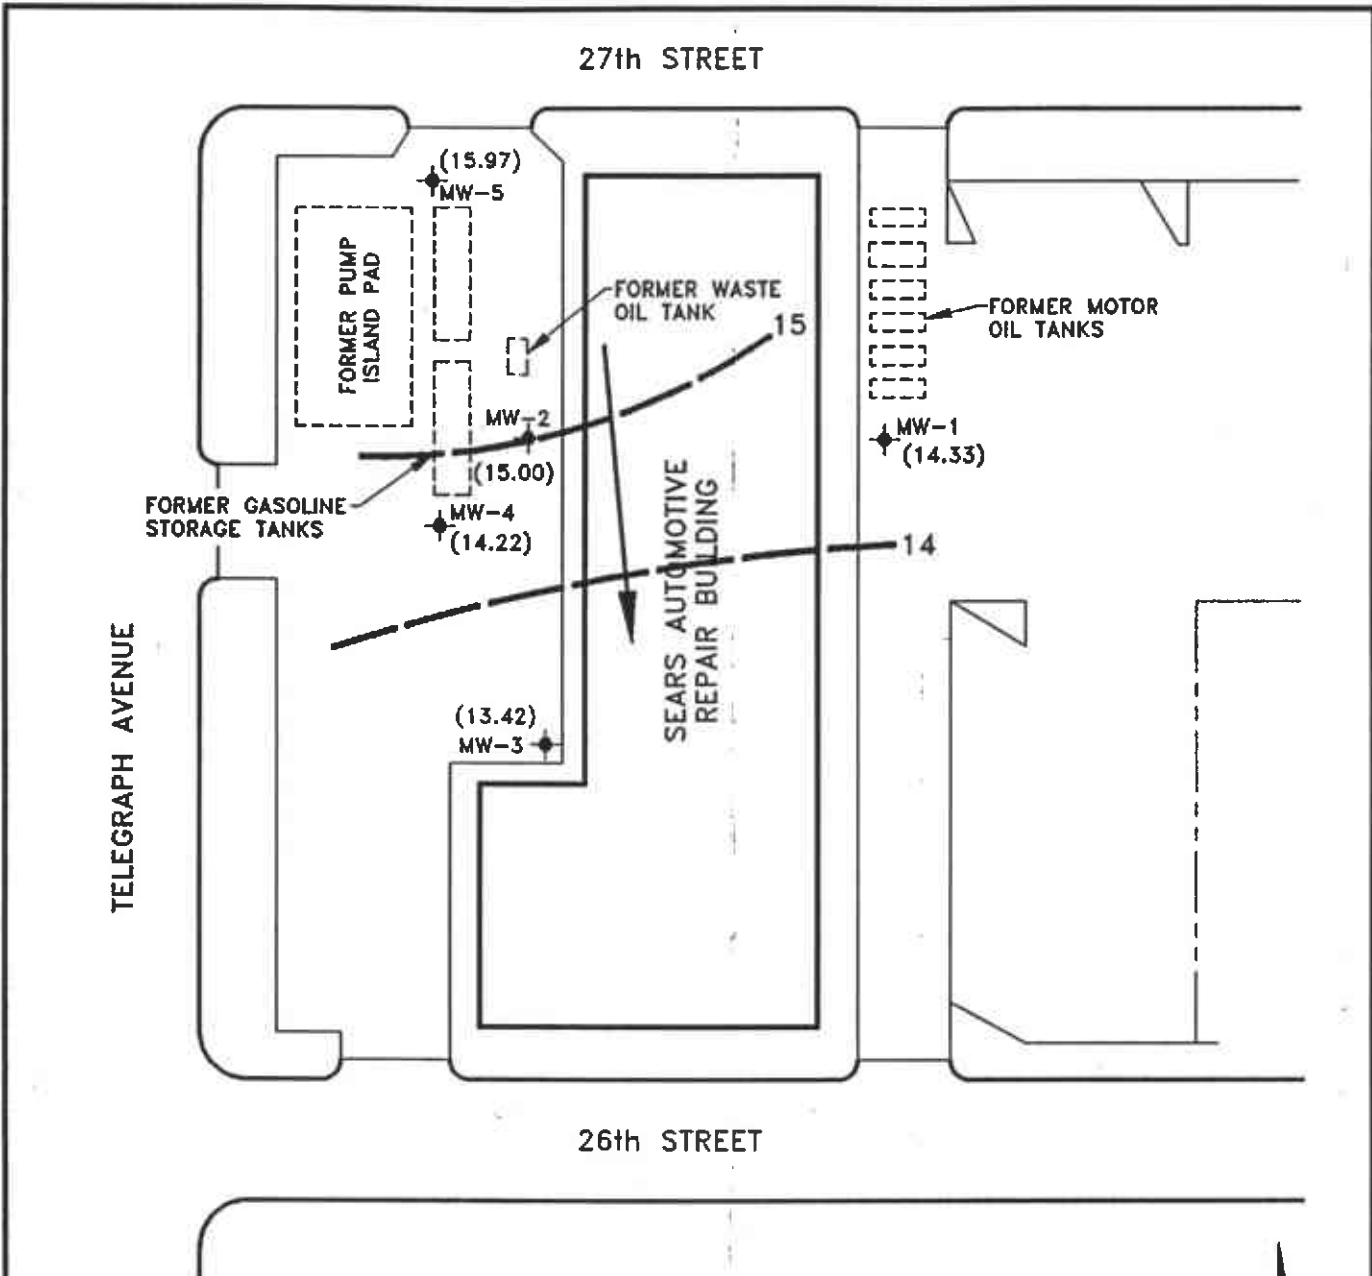 27th STREET
(15.97)
MW-5
FORMER PUMP
ISLAND PAD
FORMER WASTE
OIL TANK
15
FORMER MOTOR
OIL TANKS
MW-2
(15.00)
MW-1
(14.33)
FORMER GASOLINE
STORAGE TANKS
MW-4
(14.22)
14
SEARS AUTOMOTIVE
REPAIR BUILDING
TELEGRAPH AVENUE
(13.42)
MW-3
26th STREET